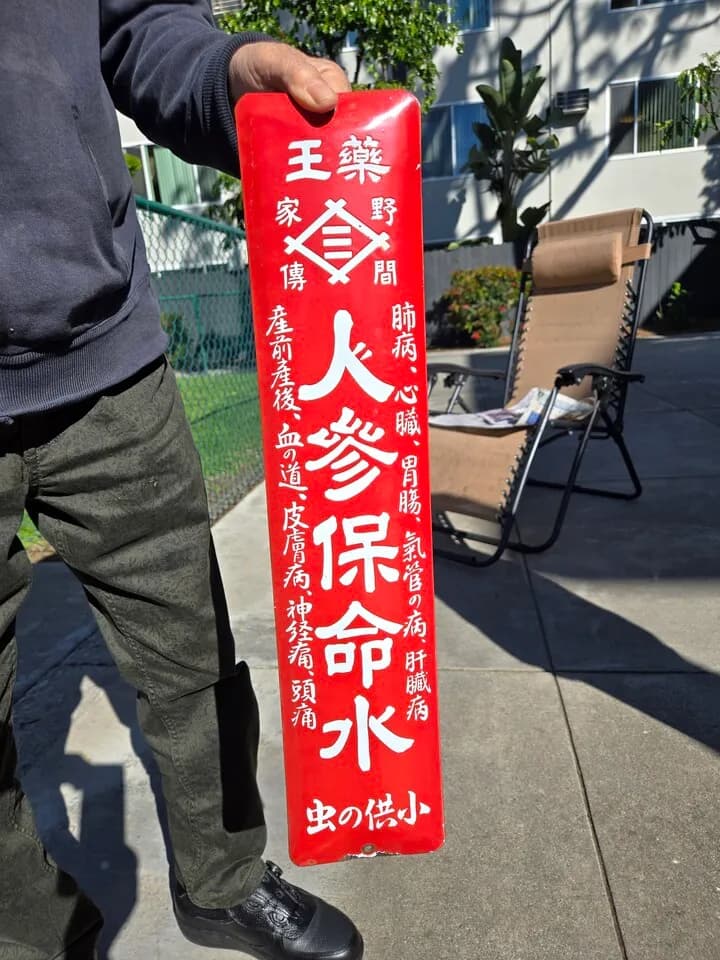 藥王
野間
家傳
肺病、心臓、胃腸、氣管の病、肝臓病
人參保命水
産前産後、血の道、皮膚病、神経痛、頭痛
小供の虫